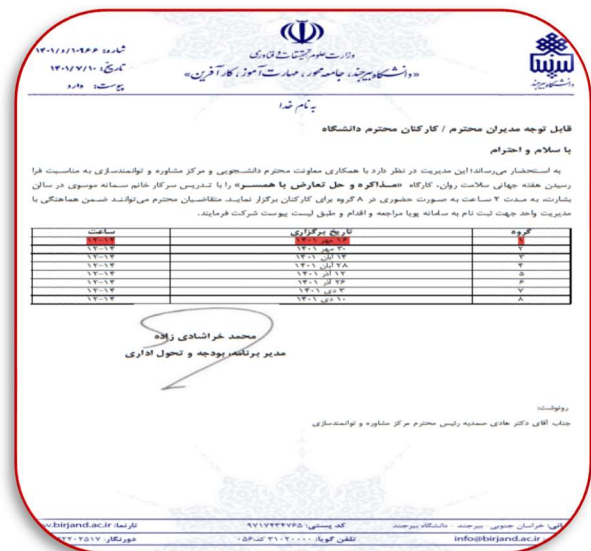 وزارت علوم تحقیقات و فناوری
«دانشگاه بیرجند، جامعه محور، مهارت آموز، کارآفرین»
شماره: ۱۴۰۱/۱/۱۰۹۶۶
تاریخ: ۱۴۰۱/۷/۱۰
پیوست: دارد
دانشگاه بیرجند
به نام خدا
قابل توجه مدیران محترم / کارکنان محترم دانشگاه
با سلام و احترام
به استحضار می‌رساند؛ این مدیریت در نظر دارد با همکاری معاونت محترم دانشجویی و مرکز مشاوره و توانمندسازی به مناسبت فرا
رسیدن هفته جهانی سلامت روان، کارگاه «مذاکره و حل تعارض با همسر» را با تدریس سرکار خانم سمانه موسوی در سالن
بشارت، به مدت ۲ ساعت به صورت حضوری در ۸ گروه برای کارکنان برگزار نماید. متقاضیان محترم می‌توانند ضمن هماهنگی با
مدیریت واحد جهت ثبت نام به سامانه پویا مراجعه و اقدام و طبق لیست پیوست شرکت فرمایند.
گروه تاریخ برگزاری ساعت
۱ ۱۶ مهر ۱۴۰۱ ۱۲-۱۴
۲ ۳۰ مهر ۱۴۰۱ ۱۲-۱۴
۳ ۱۴ آبان ۱۴۰۱ ۱۲-۱۴
۴ ۲۸ آبان ۱۴۰۱ ۱۲-۱۴
۵ ۱۲ آذر ۱۴۰۱ ۱۲-۱۴
۶ ۲۶ آذر ۱۴۰۱ ۱۲-۱۴
۷ ۳ دی ۱۴۰۱ ۱۲-۱۴
۸ ۱۰ دی ۱۴۰۱ ۱۲-۱۴
محمد خراشادی زاده
مدیر برنامه، بودجه و تحول اداری
رونوشت:
جناب آقای دکتر هادی صمدیه رئیس محترم مرکز مشاوره و توانمندسازی
خراسان جنوبی - بیرجند - دانشگاه بیرجند کد پستی: ۹۷۱۷۴۳۴۷۶۵ تارنما: w.birjand.ac.ir
info@birjand.ac.ir تلفن گویا: ۳۱۰۲۰۰۰۰ کد: ۰۵۶ دورنگار: ۲۲۰۲۵۱۷